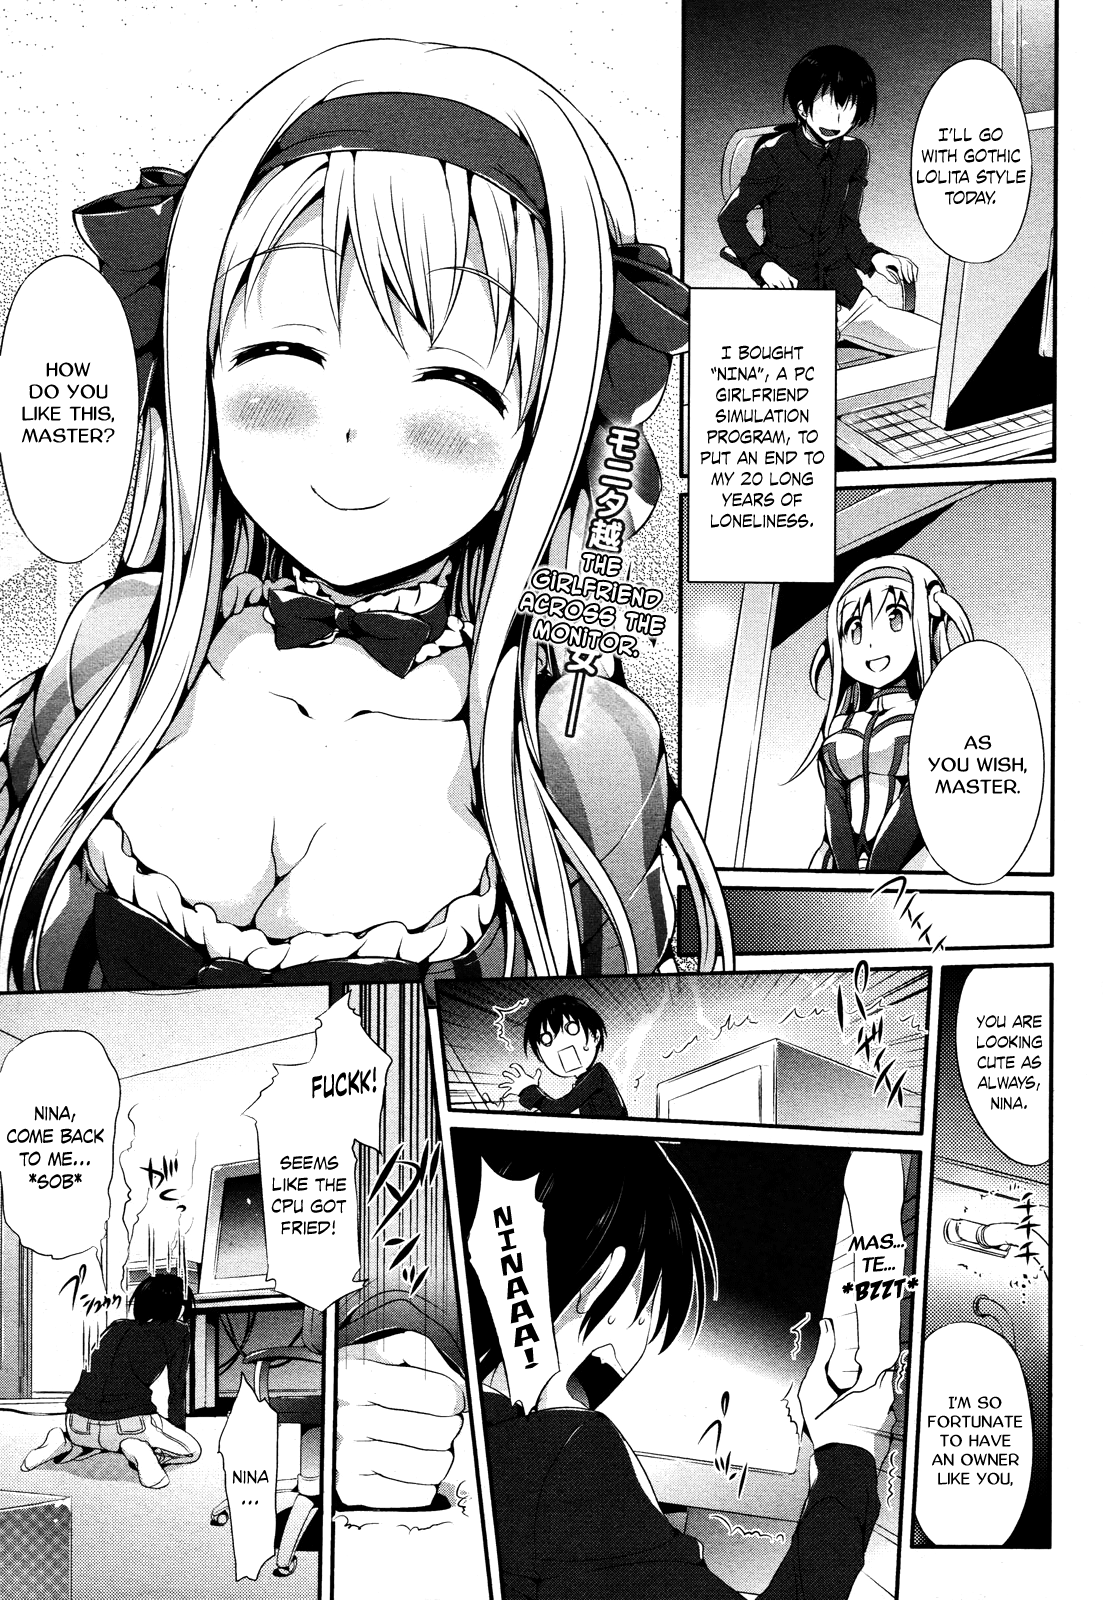 I'LL GO
WITH GOTHIC
LOLITA STYLE
TODAY.
I BOUGHT
"NINA", A PC
GIRLFRIEND
SIMULATION
PROGRAM, TO
PUT AN END TO
MY 20 LONG
YEARS OF
LONELINESS.
AS
YOU WISH,
MASTER.
HOW
DO YOU
LIKE THIS,
MASTER?
モニタ越
女
THE
GIRLFRIEND
ACROSS THE
MONITOR.
YOU ARE
LOOKING
CUTE AS
ALWAYS,
NINA.
I'M SO
FORTUNATE
TO HAVE
AN OWNER
LIKE YOU,
MAS...
TE...
*BZZT*
NINAAA!
FUCKK!
SEEMS
LIKE THE
CPU GOT
FRIED!
NINA,
COME BACK
TO ME...
*SOB*
NINA
...